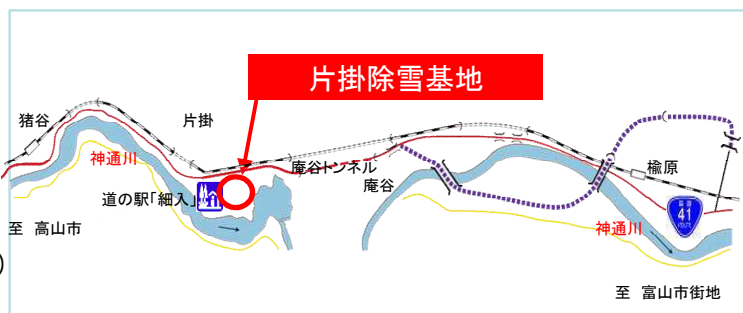 片掛除雪基地
猪谷
片掛
神通川
道の駅「細入」
庵谷トンネル
庵谷
楡原
至 高山市
神通川
41
ROUTE
至 富山市街地
)